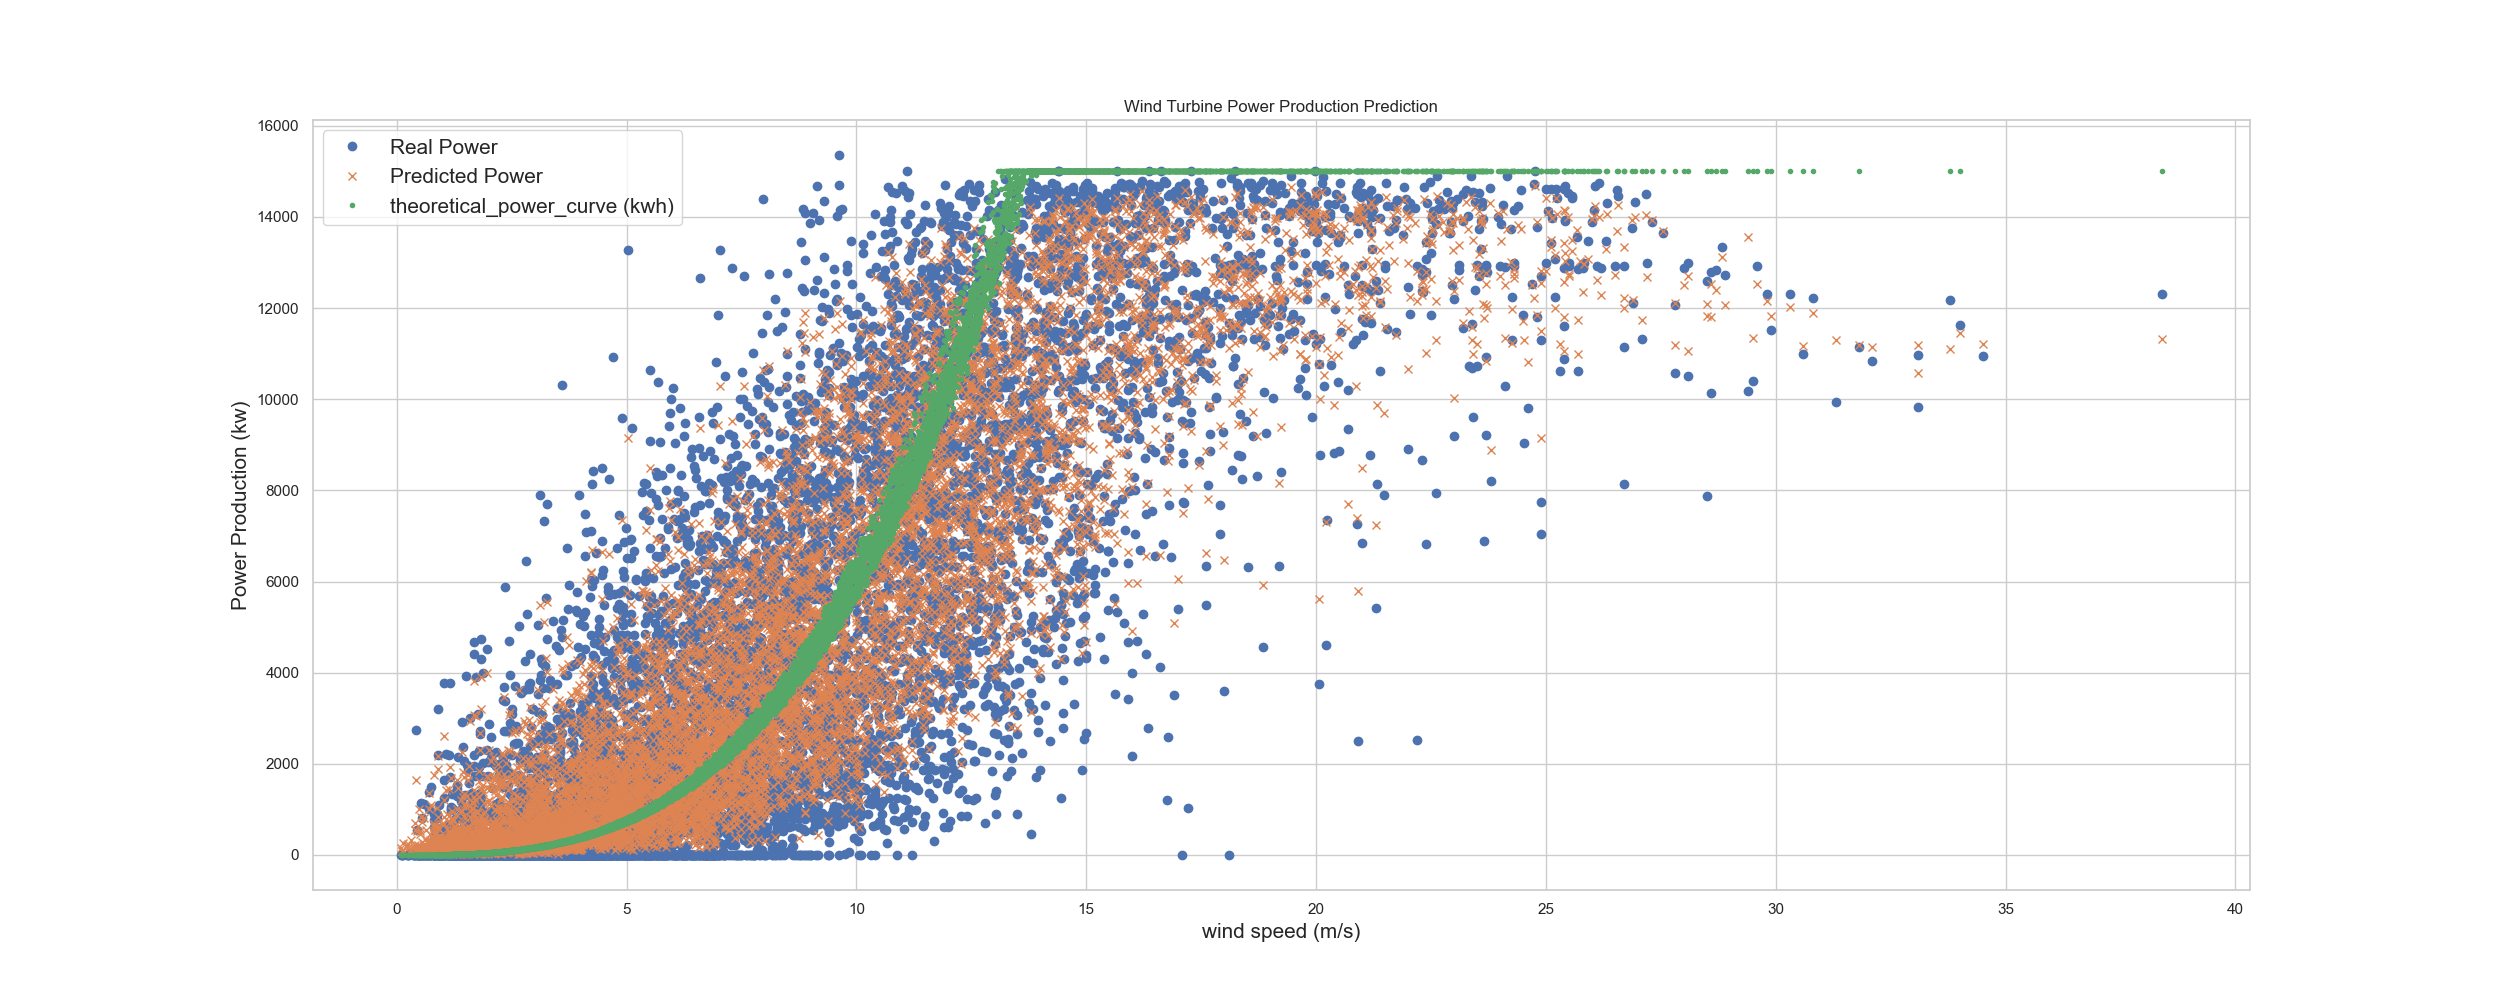 Wind Turbine Power Production Prediction
16000
14000
12000
10000
8000
6000
4000
2000
0
Power Production (kw)
Real Power
Predicted Power
theoretical_power_curve (kwh)
0 5 10 15 20 25 30 35 40
wind speed (m/s)